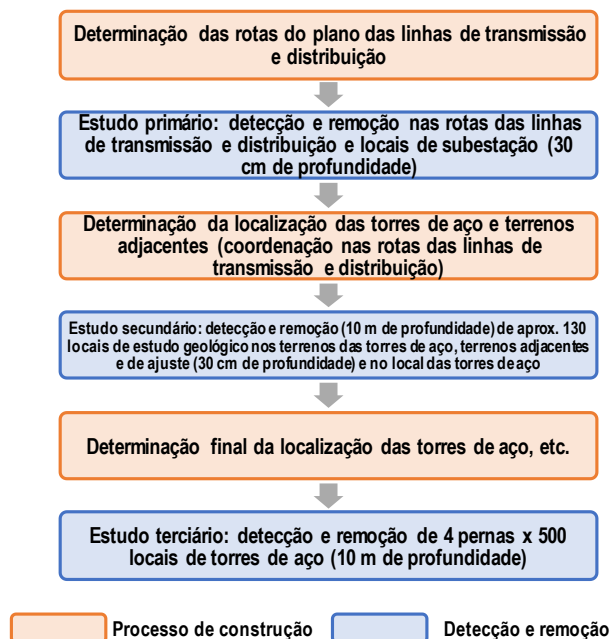 Determinação das rotas do plano das linhas de transmissão
e distribuição
Estudo primário: detecção e remoção nas rotas das linhas
de transmissão e distribuição e locais de subestação (30
cm de profundidade)
Determinação da localização das torres de aço e terrenos
adjacentes (coordenação nas rotas das linhas de
transmissão e distribuição)
Estudo secundário: detecção e remoção (10 m de profundidade) de aprox. 130
locais de estudo geológico nos terrenos das torres de aço, terrenos adjacentes
e de ajuste (30 cm de profundidade) e no local das torres de aço
Determinação final da localização das torres de aço, etc.
Estudo terciário: detecção e remoção de 4 pernas x 500
locais de torres de aço (10 m de profundidade)
Processo de construção
Detecção e remoção